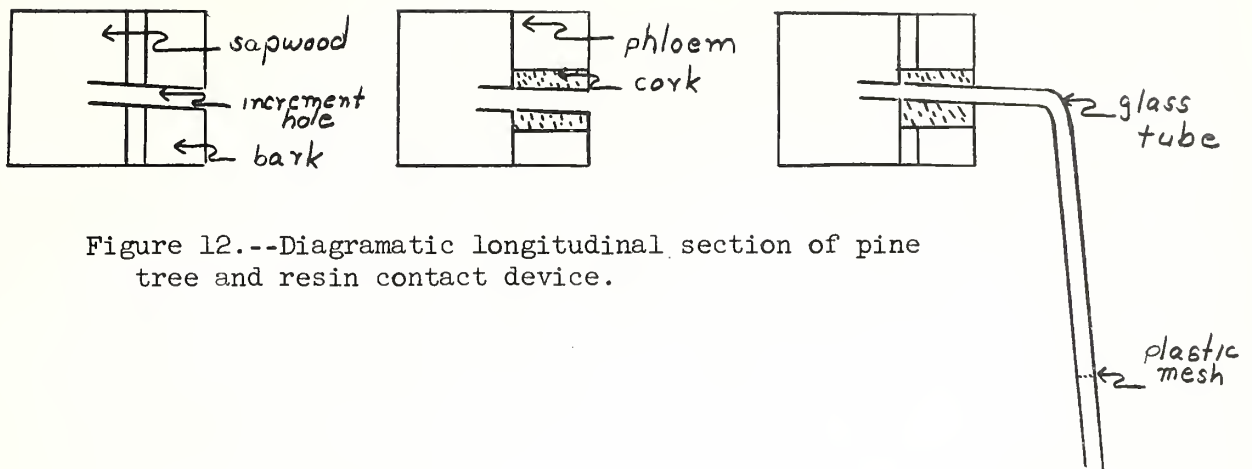 sapwood
increment
hole
bark
phloem
cork
glass
tube
Figure 12.--Diagramatic longitudinal section of pine
tree and resin contact device.
plastic
mesh